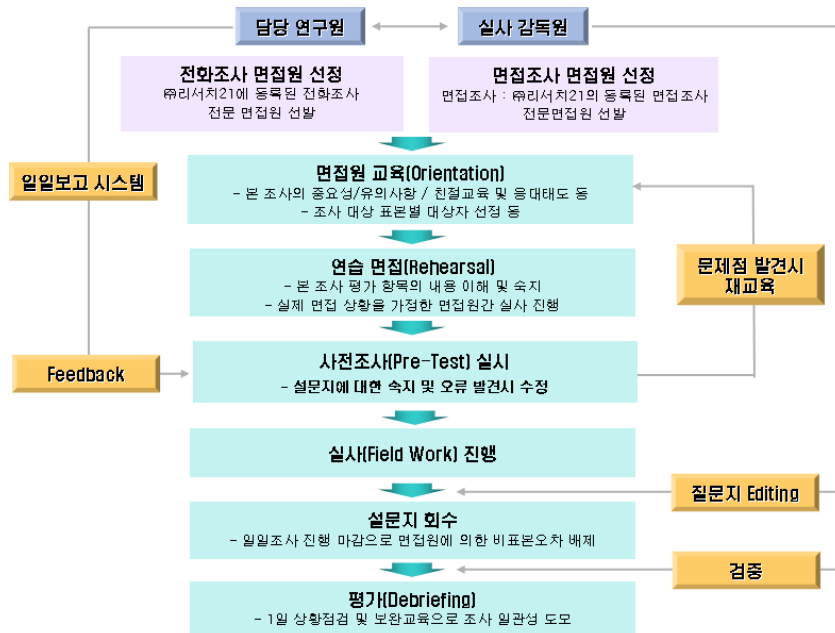 담당 연구원
실사 감독원
전화조사 면접원 선정
㈜리서치21에 등록된 전화조사
전문 면접원 선발
면접조사 면접원 선정
면접조사 : ㈜리서치21의 등록된 면접조사
전문면접원 선발
일일보고 시스템
면접원 교육(Orientation)
- 본 조사의 중요성/유의사항 / 친절교육 및 응대태도 등
- 조사 대상 표본별 대상자 선정 등
연습 면접(Rehearsal)
- 본 조사 평가 항목의 내용 이해 및 숙지
- 실제 면접 상황을 가정한 면접원간 실사 진행
문제점 발견시
재교육
Feedback
사전조사(Pre-Test) 실시
- 설문지에 대한 숙지 및 오류 발견시 수정
실사(Field Work) 진행
질문지 Editing
설문지 회수
- 일일조사 진행 마감으로 면접원에 의한 비표본오차 배제
검증
평가(Debriefing)
- 1일 상황점검 및 보완교육으로 조사 일관성 도모